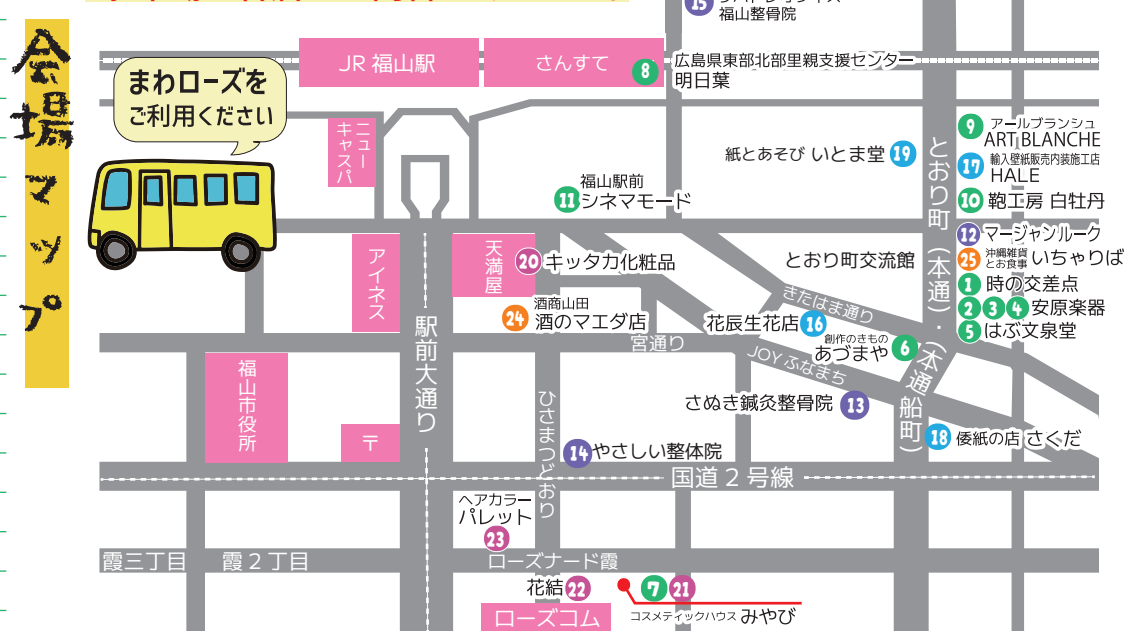 会場マップ
15
福山整骨院
JR 福山駅
さんすて
8
広島県東部北部里親支援センター
明日葉
まわローズを
ご利用ください
ニュー
キャスパ
9
アールブランシュ
ART BLANCHE
紙とあそび いとま堂 19
17
輸入壁紙販売内装施工店
HALE
福山駅前
11 シネマモード
10 鞄工房 白牡丹
とおり町（本通）・（本通船町）
12 マージャンルーク
アイネス
天満屋
20 キッタカ化粧品
とおり町交流館
25
沖縄雑貨
とお食事
いちゃりば
1 時の交差点
きたはま通り
酒商山田
24 酒のマエダ店
花辰生花店 16
2 3 4 安原楽器
5 はぶ文泉堂
駅前大通り
宮通り
創作のきもの
あづまや 6
JOYふなまち
福山市役所
〒
ひさまつどおり
さぬき鍼灸整骨院 13
18 倭紙の店 さくだ
14 やさしい整体院
国道2号線
ヘアカラー
パレット
23
霞三丁目
霞2丁目
ローズナード霞
花結 22
7 21
コスメティックハウス みやび
ローズコム